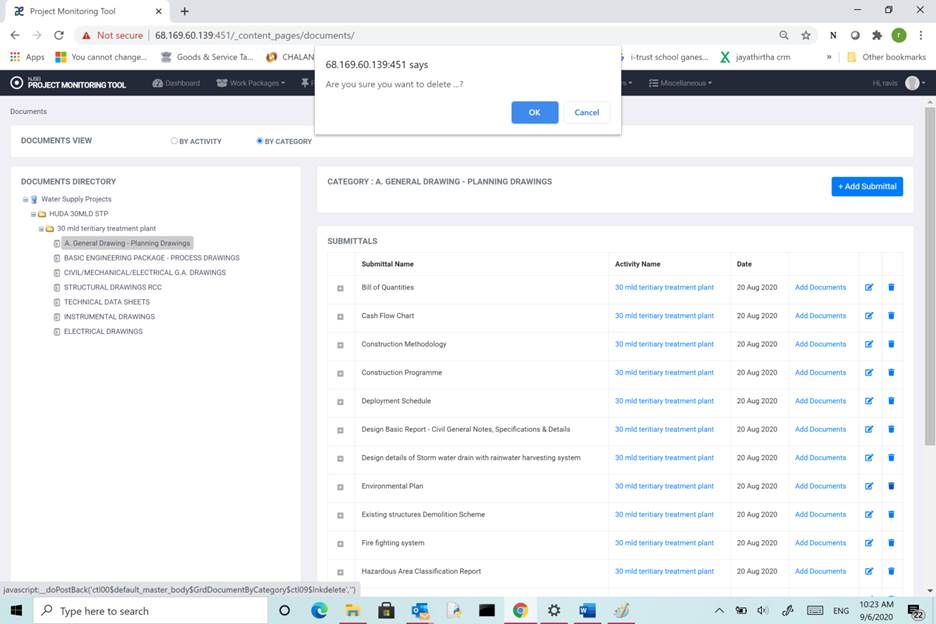 Project Monitoring Tool
Not secure 68.169.60.139:451/_content_pages/documents/
Apps You cannot change... Goods & Service Ta... CHALAN i-trust school ganes... jayathirtha crm » Other bookmarks
68.169.60.139:451 says
Are you sure you want to delete ...?
OK Cancel
NJSEI
PROJECT MONITORING TOOL Dashboard Work Packages Miscellaneous Hi, ravis
Documents
DOCUMENTS VIEW BY ACTIVITY BY CATEGORY
DOCUMENTS DIRECTORY
Water Supply Projects
HUDA 30MLD STP
30 mld teritiary treatment plant
A. General Drawing - Planning Drawings
BASIC ENGINEERING PACKAGE - PROCESS DRAWINGS
CIVIL/MECHANICAL/ELECTRICAL G.A. DRAWINGS
STRUCTURAL DRAWINGS RCC
TECHNICAL DATA SHEETS
INSTRUMENTAL DRAWINGS
ELECTRICAL DRAWINGS
CATEGORY : A. GENERAL DRAWING - PLANNING DRAWINGS
+ Add Submittal
SUBMITTALS
Submittal Name Activity Name Date
Bill of Quantities 30 mld teritiary treatment plant 20 Aug 2020 Add Documents
Cash Flow Chart 30 mld teritiary treatment plant 20 Aug 2020 Add Documents
Construction Methodology 30 mld teritiary treatment plant 20 Aug 2020 Add Documents
Construction Programme 30 mld teritiary treatment plant 20 Aug 2020 Add Documents
Deployment Schedule 30 mld teritiary treatment plant 20 Aug 2020 Add Documents
Design Basic Report - Civil General Notes, Specifications & Details 30 mld teritiary treatment plant 20 Aug 2020 Add Documents
Design details of Storm water drain with rainwater harvesting system 30 mld teritiary treatment plant 20 Aug 2020 Add Documents
Environmental Plan 30 mld teritiary treatment plant 20 Aug 2020 Add Documents
Existing structures Demolition Scheme 30 mld teritiary treatment plant 20 Aug 2020 Add Documents
Fire fighting system 30 mld teritiary treatment plant 20 Aug 2020 Add Documents
Hazardous Area Classification Report 30 mld teritiary treatment plant 20 Aug 2020 Add Documents
javascript:__doPostBack('ctl00$default_master_body$GrdDocumentByCategory$ctl09$lnkdelete','')
Type here to search
ENG
10:23 AM
9/6/2020
22